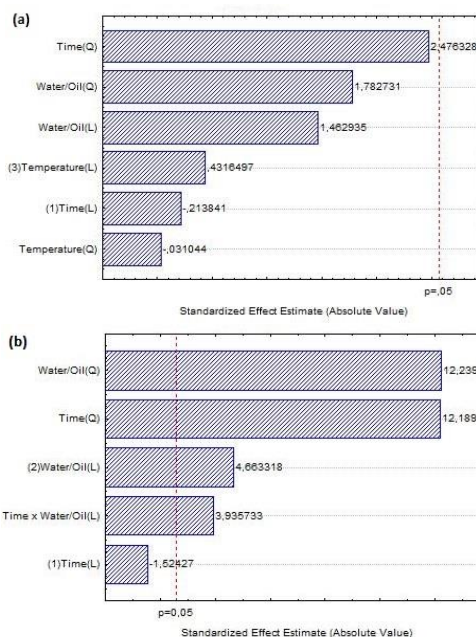 (a)
Time(Q)
2,476328
Water/Oil(Q)
1,782731
Water/Oil(L)
1,462935
(3)Temperature(L)
,4316497
(1)Time(L)
-,213841
Temperature(Q)
-,031044
p=,05
Standardized Effect Estimate (Absolute Value)
(b)
Water/Oil(Q)
12,239
Time(Q)
12,189
(2)Water/Oil(L)
4,663318
Time x Water/Oil(L)
3,935733
(1)Time(L)
-1,52427
p=0,05
Standardized Effect Estimate (Absolute Value)